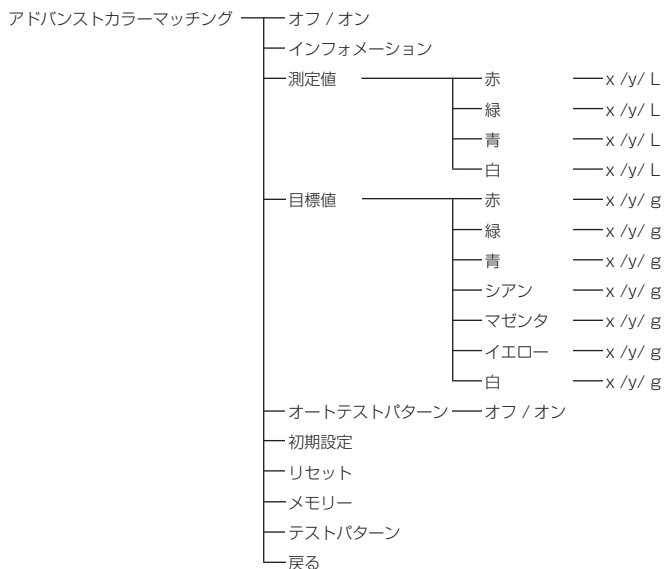 アドバンストカラーマッチング オフ / オン
インフォメーション
測定値 赤 x /y/ L
緑 x /y/ L
青 x /y/ L
白 x /y/ L
目標値 赤 x /y/ g
緑 x /y/ g
青 x /y/ g
シアン x /y/ g
マゼンタ x /y/ g
イエロー x /y/ g
白 x /y/ g
オートテストパターン オフ / オン
初期設定
リセット
メモリー
テストパターン
戻る